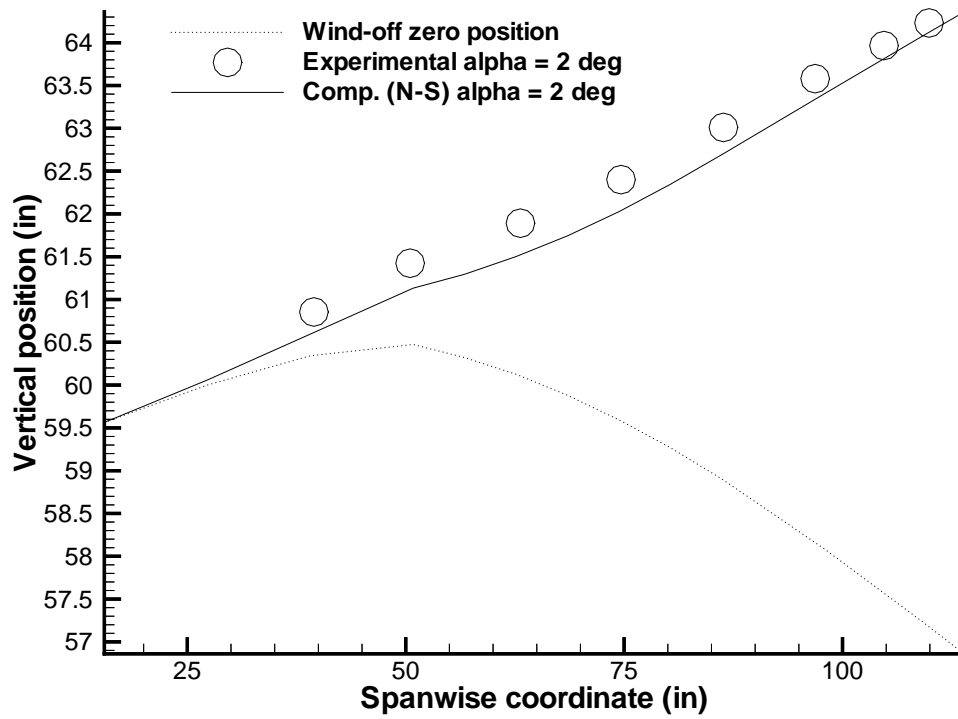 Wind-off zero position
Experimental alpha = 2 deg
Comp. (N-S) alpha = 2 deg
Vertical position (in)
64
63.5
63
62.5
62
61.5
61
60.5
60
59.5
59
58.5
58
57.5
57
25 50 75 100
Spanwise coordinate (in)